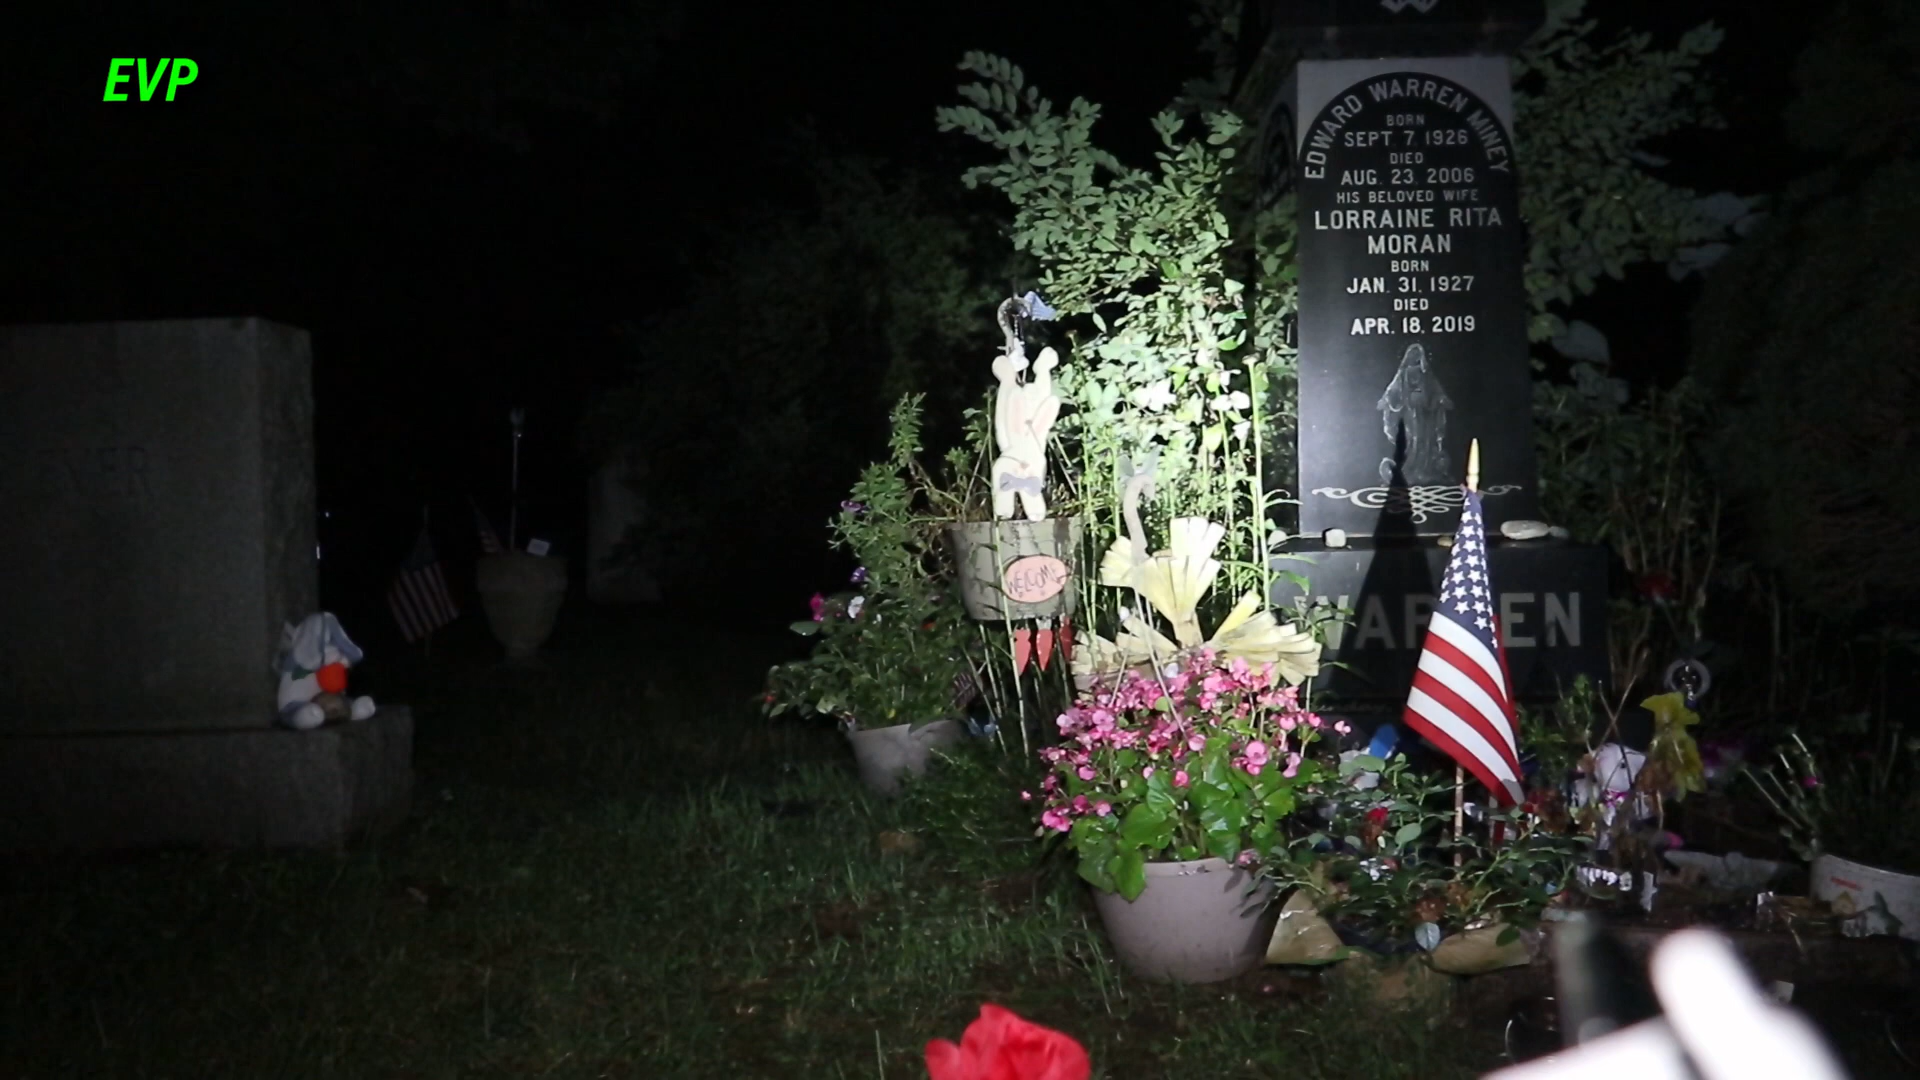 EVP
EDWARD WARREN MINEY
BORN
SEPT. 7, 1926
DIED
AUG. 23, 2006
HIS BELOVED WIFE
LORRAINE RITA
MORAN
BORN
JAN. 31, 1927
DIED
APR. 18, 2019
WELCOME
WARREN